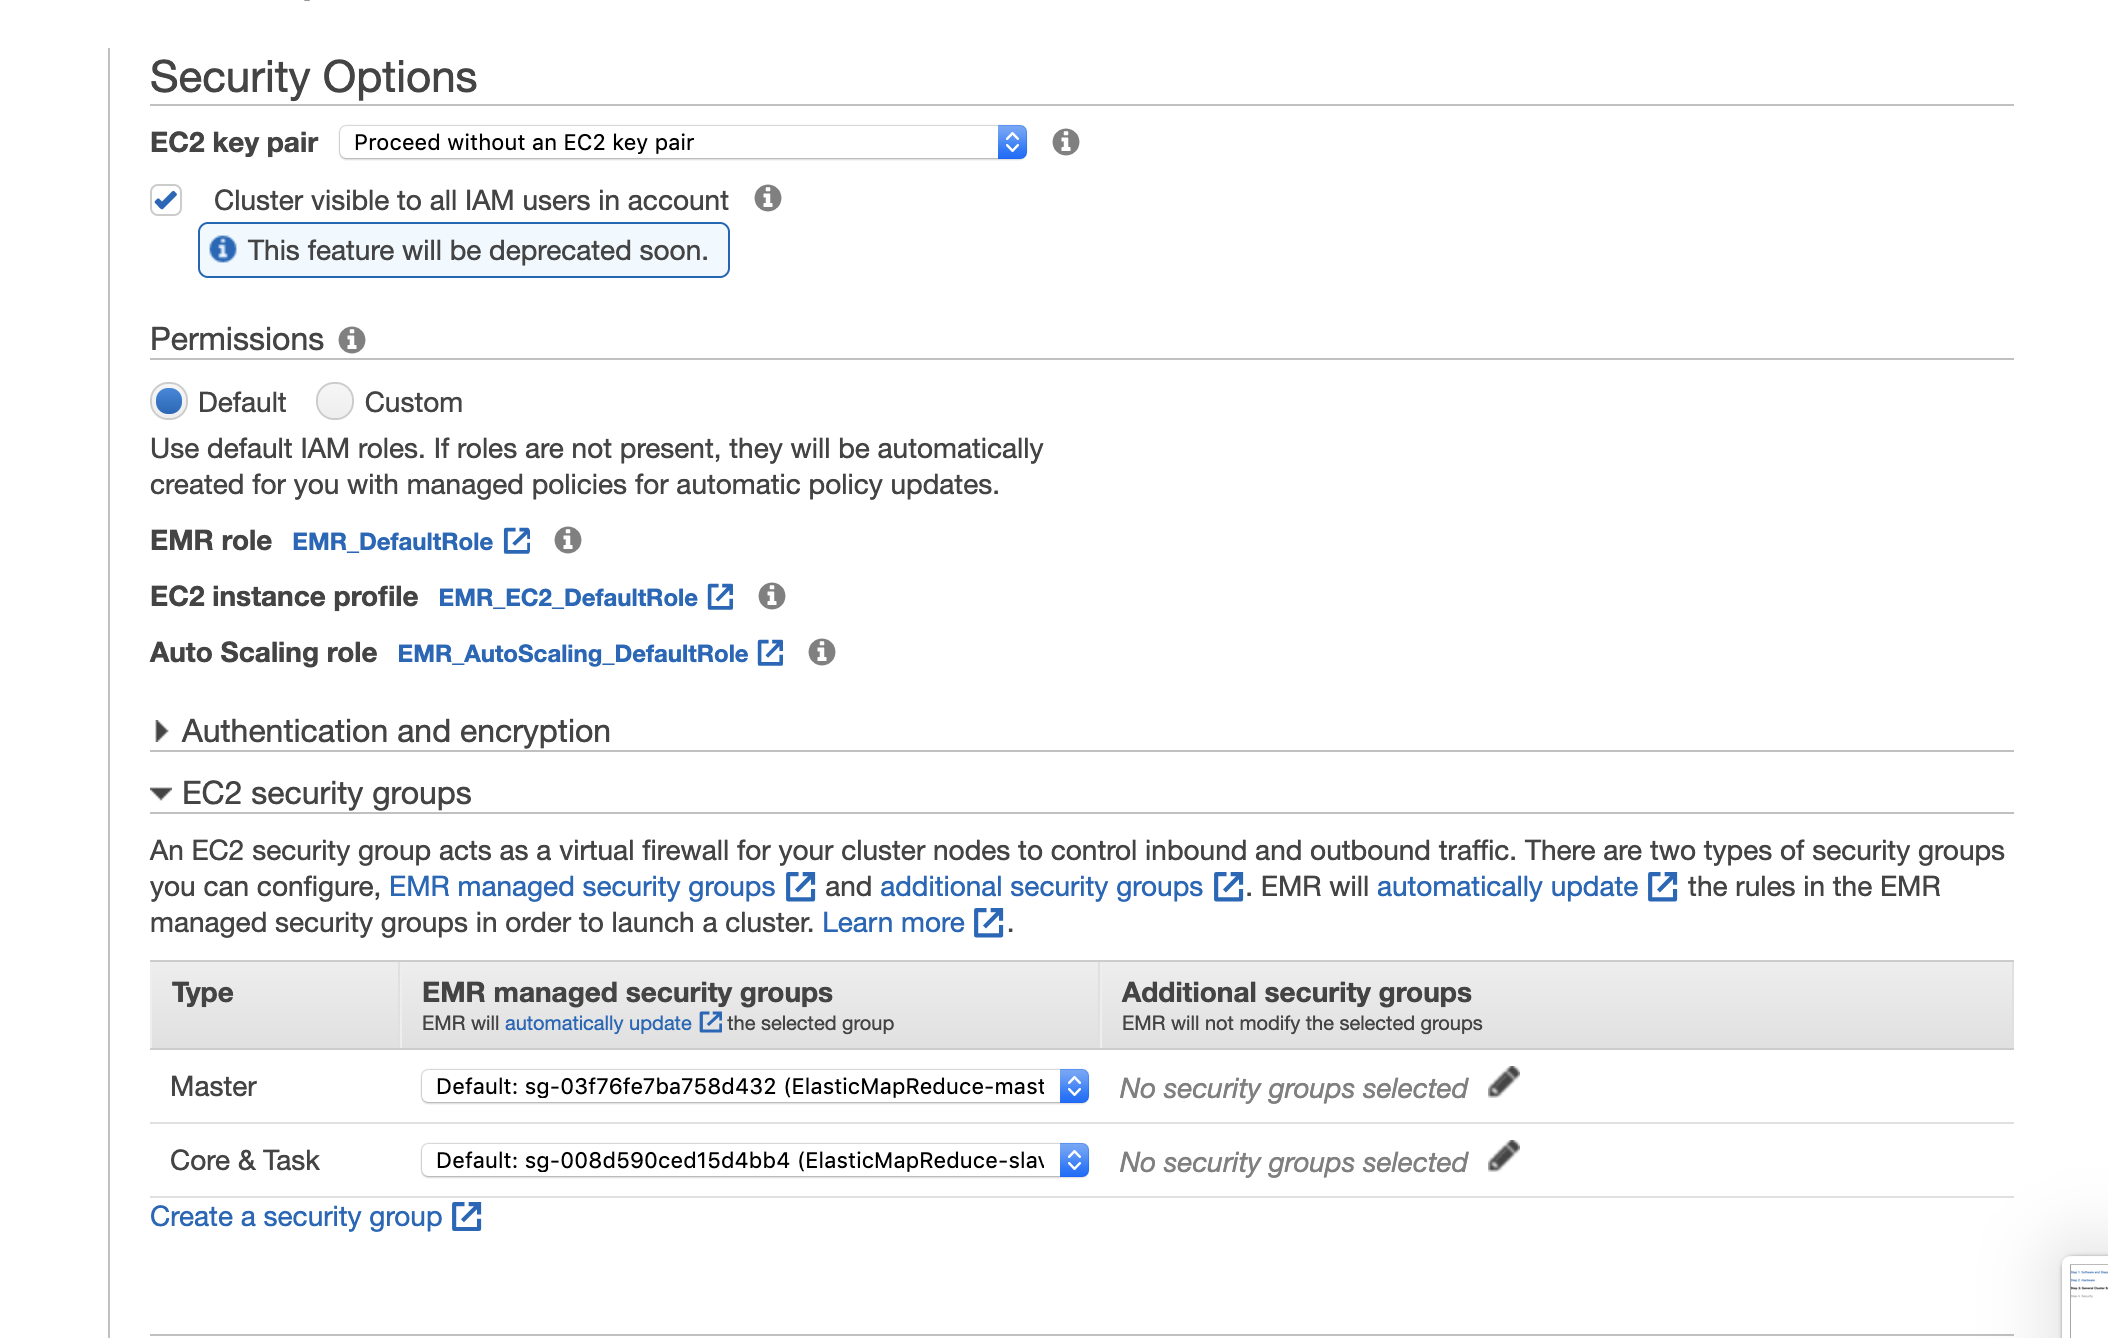 Security Options
EC2 key pair Proceed without an EC2 key pair
Cluster visible to all IAM users in account
This feature will be deprecated soon.
Permissions
Default Custom
Use default IAM roles. If roles are not present, they will be automatically
created for you with managed policies for automatic policy updates.
EMR role EMR_DefaultRole
EC2 instance profile EMR_EC2_DefaultRole
Auto Scaling role EMR_AutoScaling_DefaultRole
Authentication and encryption
EC2 security groups
An EC2 security group acts as a virtual firewall for your cluster nodes to control inbound and outbound traffic. There are two types of security groups
you can configure, EMR managed security groups and additional security groups . EMR will automatically update the rules in the EMR
managed security groups in order to launch a cluster. Learn more .
Type EMR managed security groups Additional security groups
EMR will automatically update the selected group EMR will not modify the selected groups
Master Default: sg-03f76fe7ba758d432 (ElasticMapReduce-mast No security groups selected
Core & Task Default: sg-008d590ced15d4bb4 (ElasticMapReduce-slav No security groups selected
Create a security group